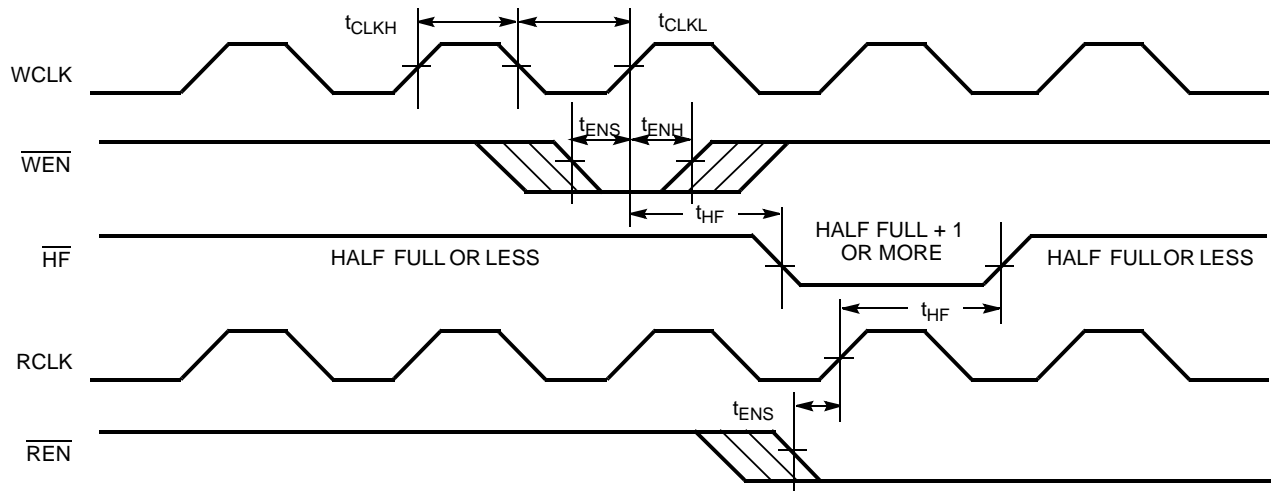 tCLKH
tCLKL
WCLK
tENS
tENH
WEN
tHF
HALF FULL + 1
OR MORE
HF
HALF FULL OR LESS
HALF FULL OR LESS
tHF
RCLK
tENS
REN